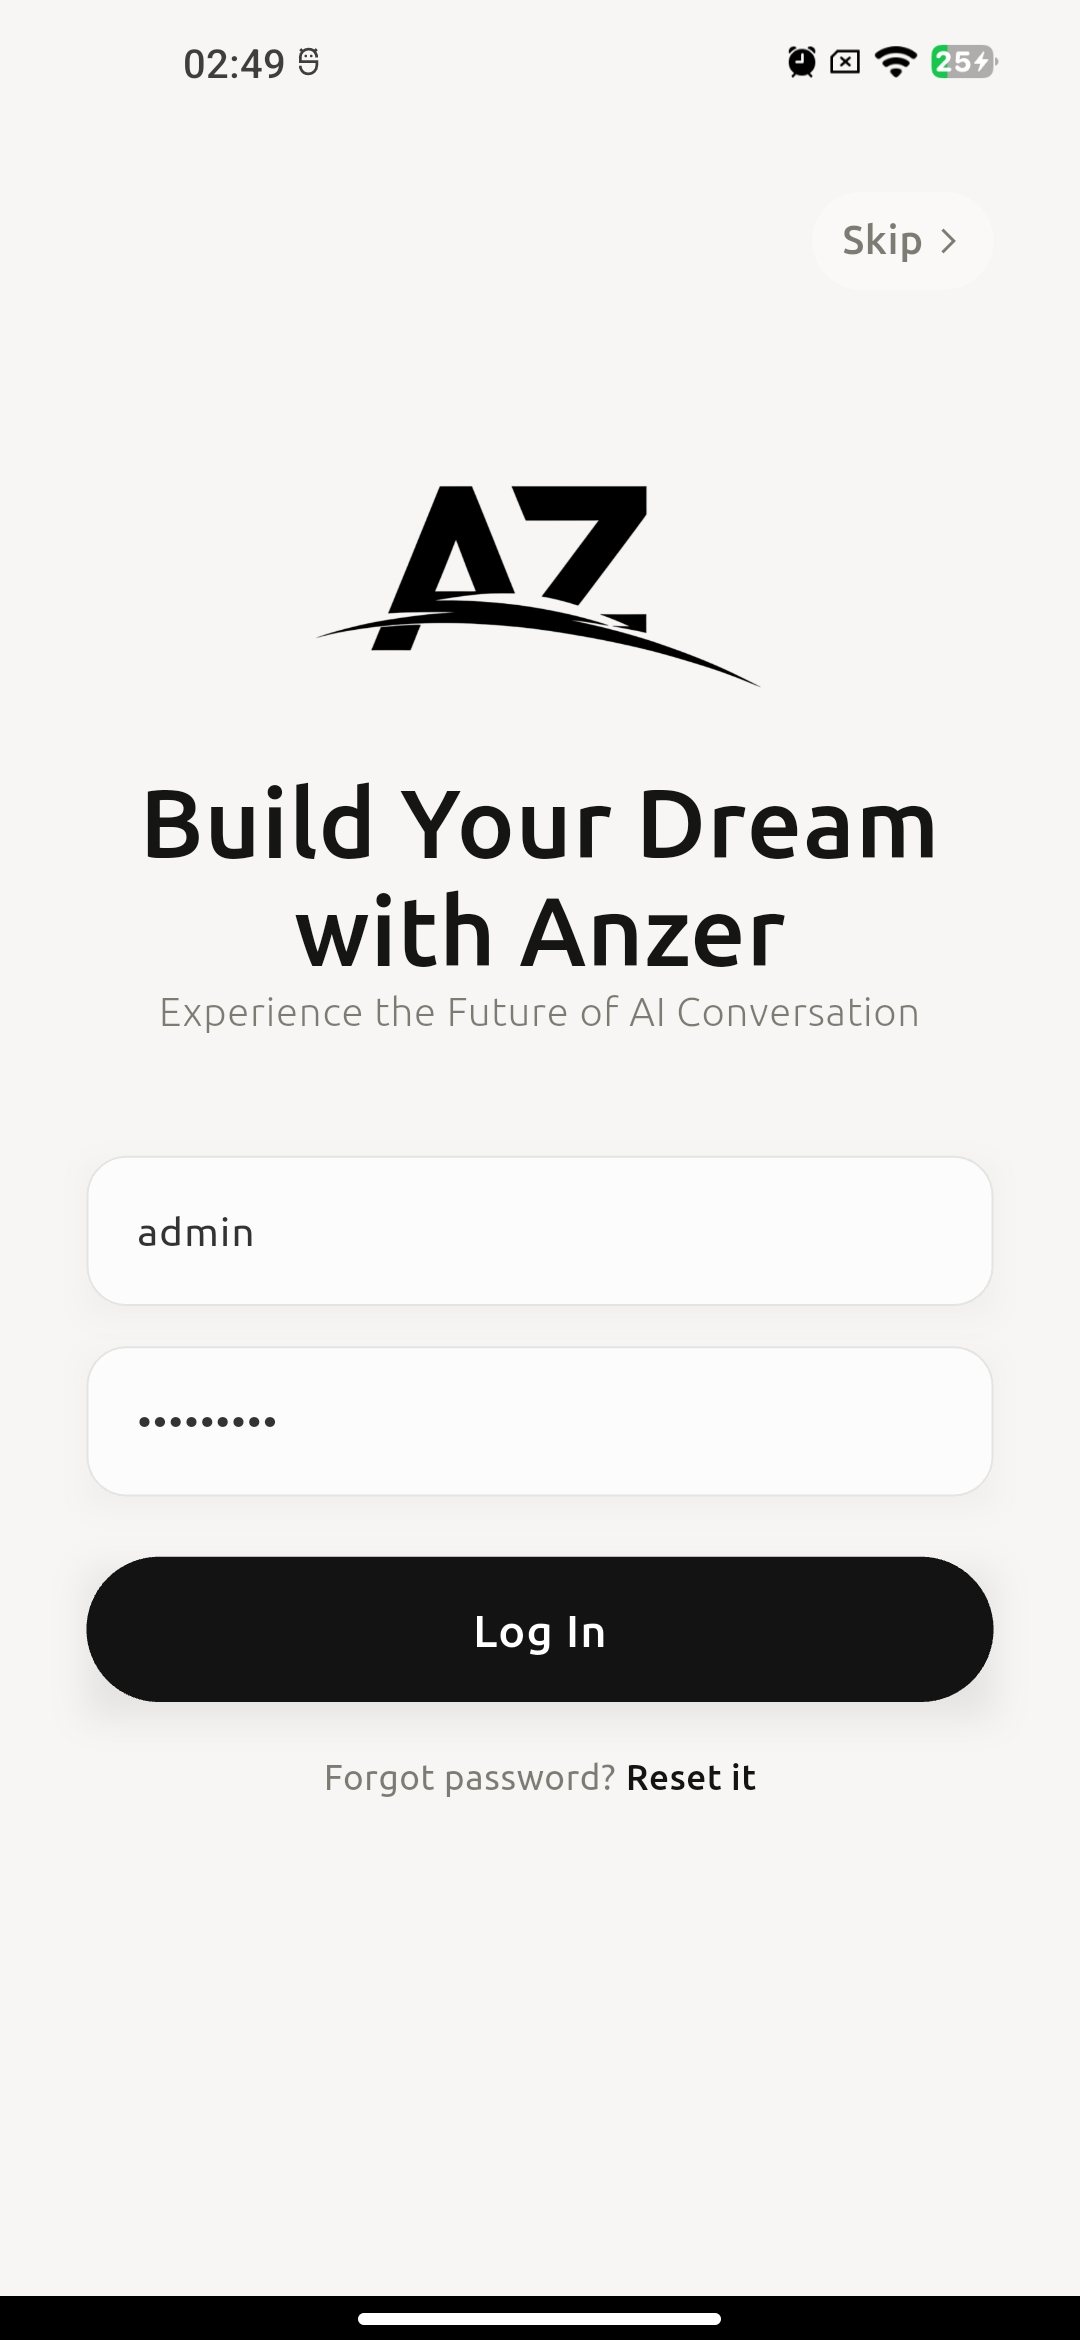 02:49
25
Skip
AZ
Build Your Dream
with Anzer
Experience the Future of AI Conversation
admin
•••••••••
Log In
Forgot password? Reset it